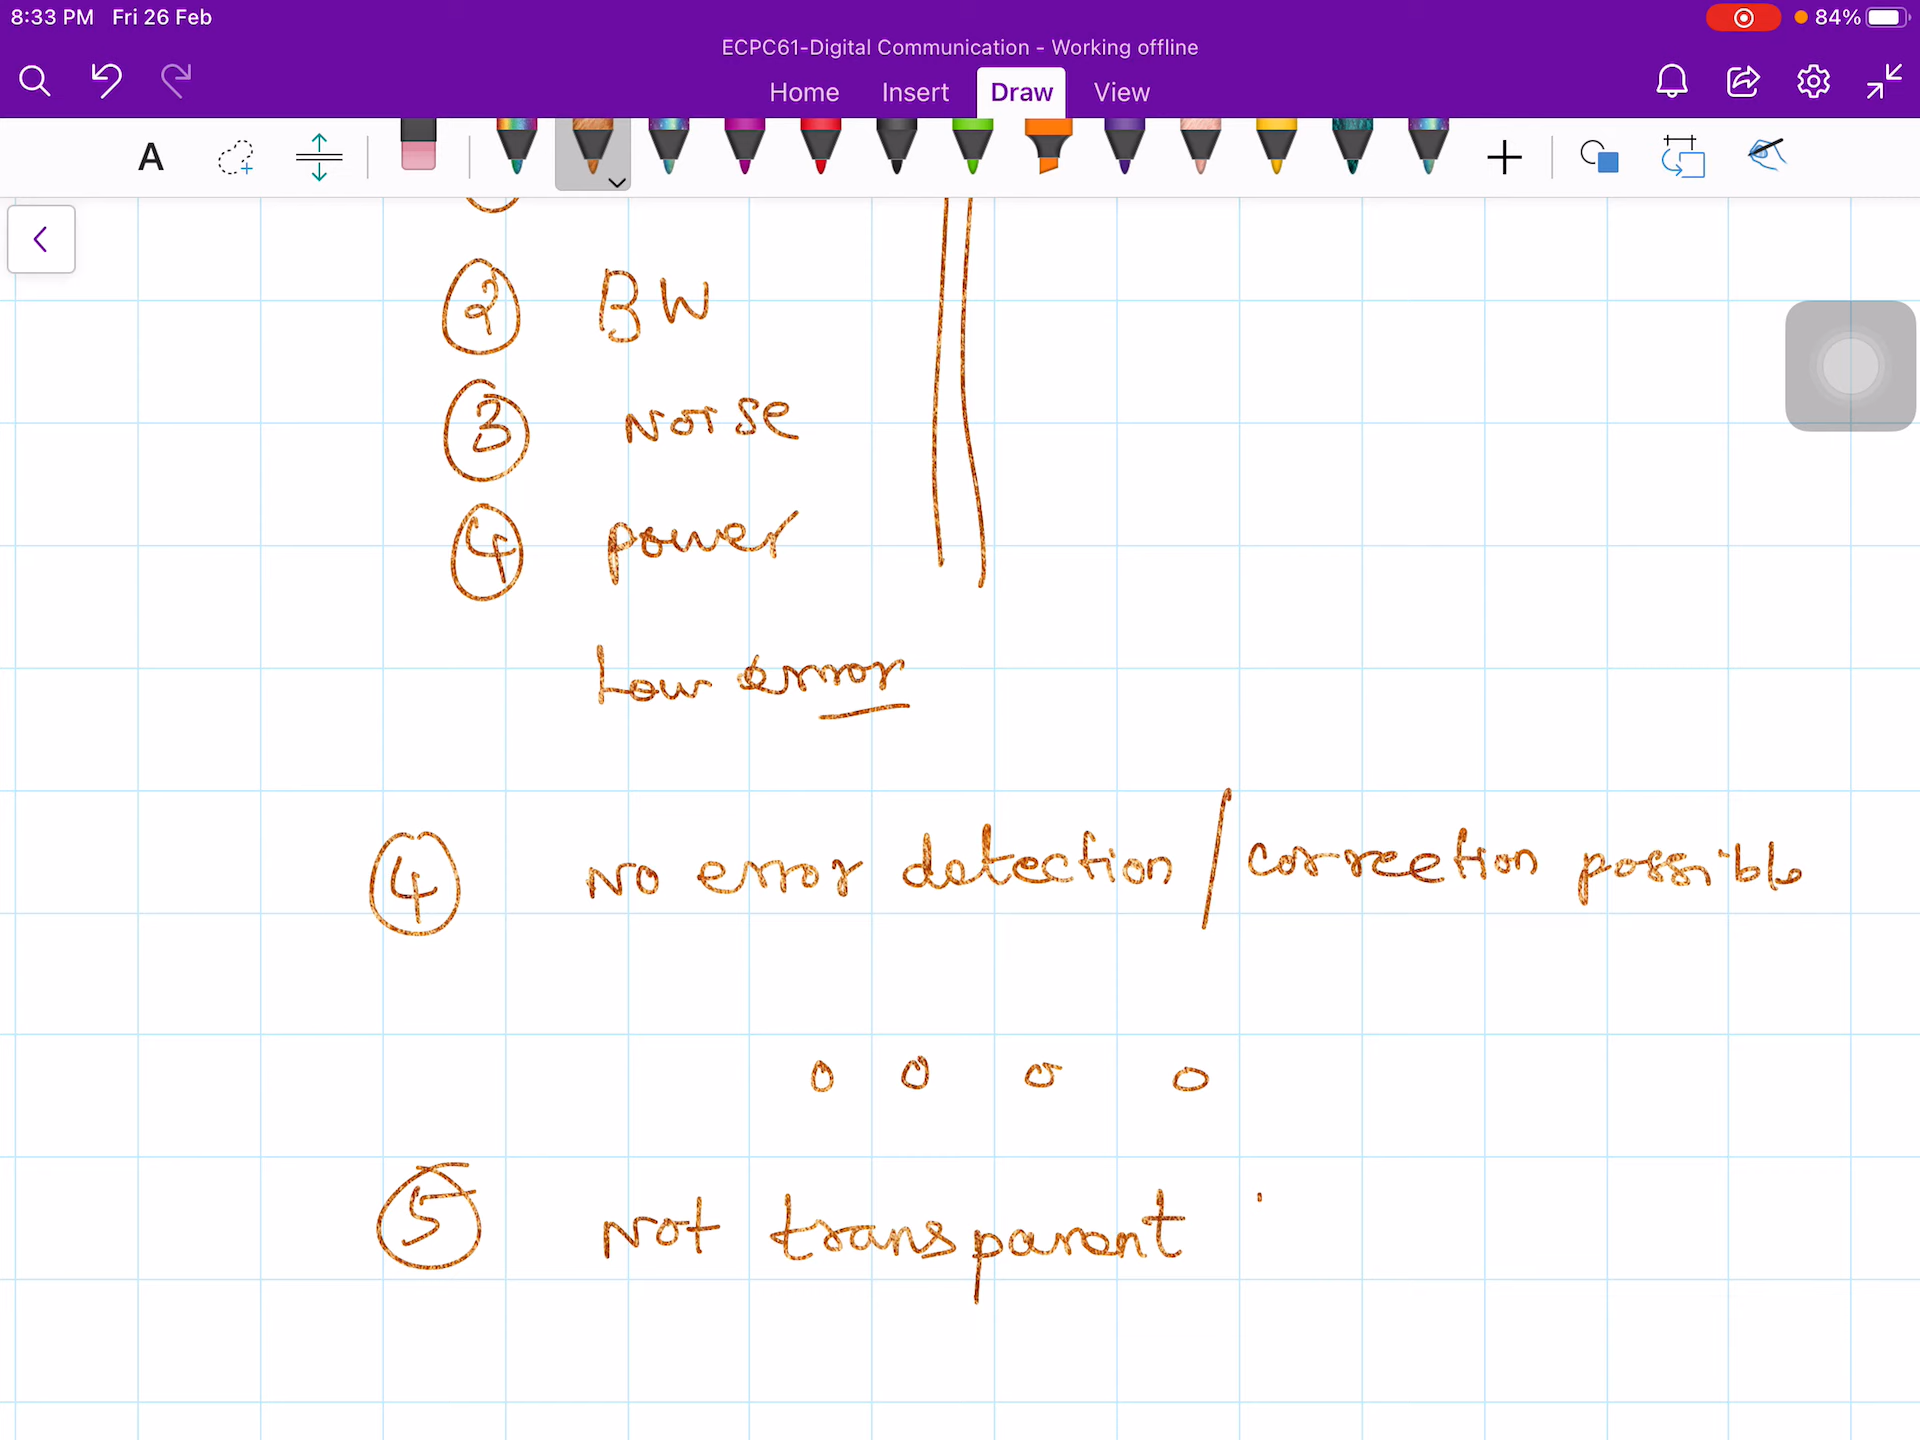 8:33 PM Fri 26 Feb 84%
ECPC61-Digital Communication - Working offline
Home Insert Draw View
A
2 BW
3 Noise
4 power
Low error
4 No error detection / correction possible
0 0 0 0
5 Not transparent